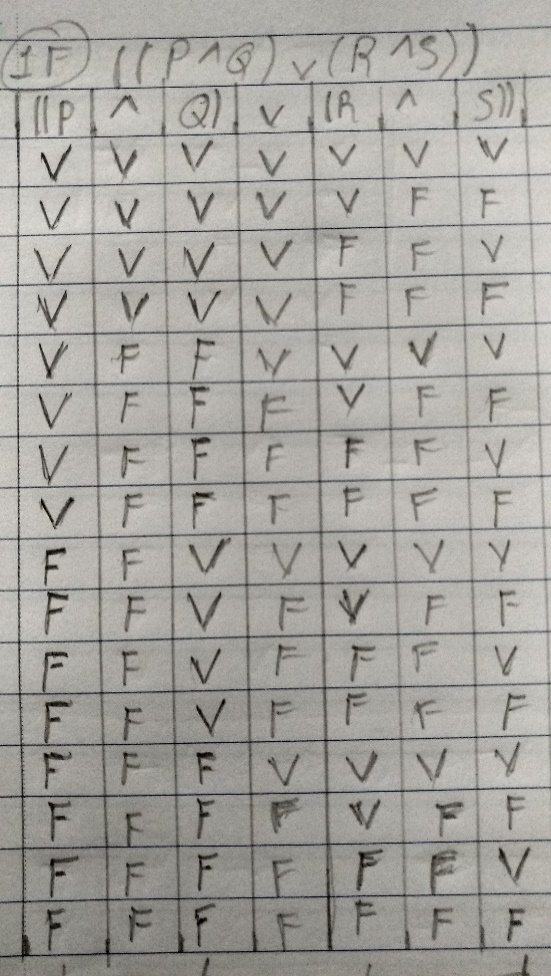 1F ((P^Q) v (R^S))
((P ^ Q) v (R ^ S))
V V V V V V V
V V V V V F F
V V V V F F V
V V V V F F F
V F F V V V V
V F F F V F F
V F F F F F V
V F F F F F F
F F V V V V V
F F V F V F F
F F V F F F V
F F V F F F F
F F F V V V V
F F F F V F F
F F F F F F V
F F F F F F F